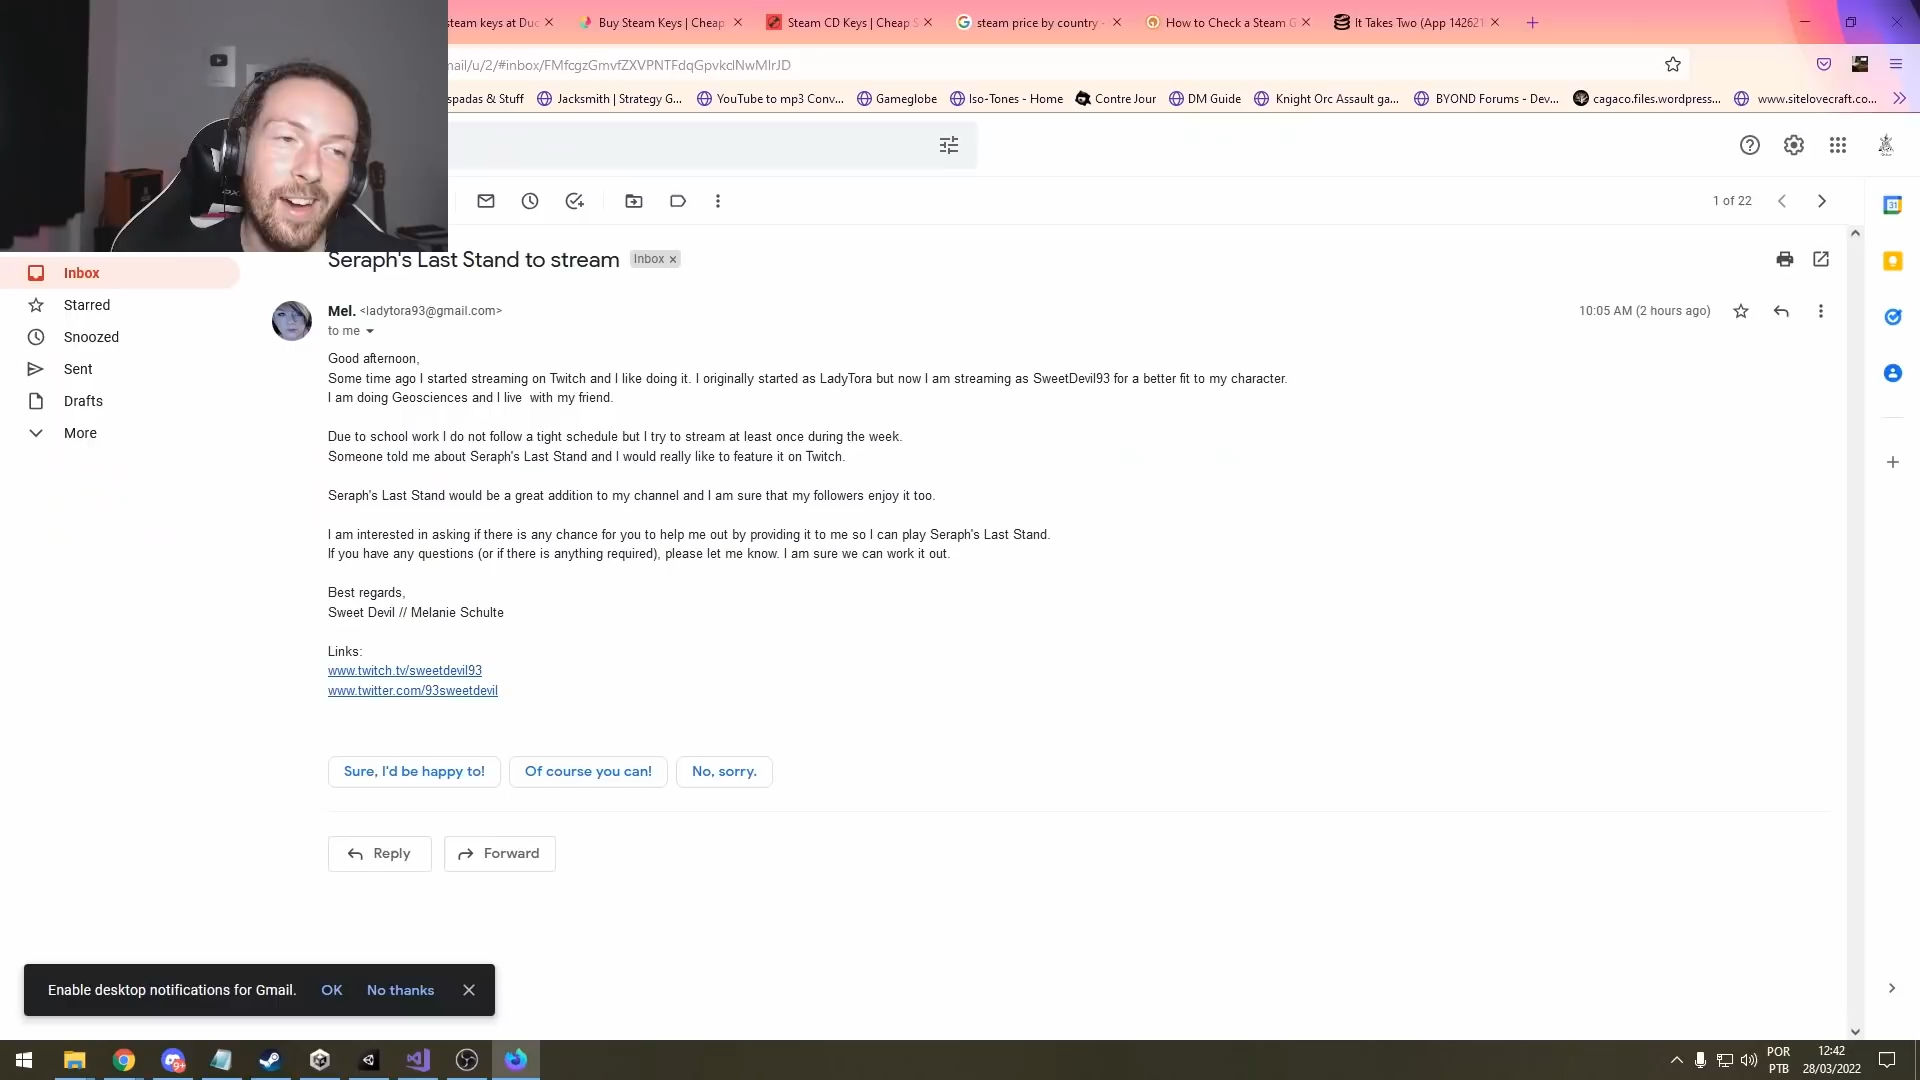 steam keys at Duc
Buy Steam Keys | Cheap
Steam CD Keys | Cheap S
steam price by country -
How to Check a Steam G
It Takes Two (App 142621
nail/u/2/#inbox/FMfcgzGmvfZXVPNTFdqGpvkclNwMlrJD
spadas & Stuff
Jacksmith | Strategy G...
YouTube to mp3 Conv...
Gameglobe
Iso-Tones - Home
Contre Jour
DM Guide
Knight Orc Assault ga...
BYOND Forums - Dev...
cagaco.files.wordpress...
www.sitelovecraft.co...
1 of 22
31
Seraph's Last Stand to stream
Inbox x
Inbox
Starred
Snoozed
Sent
Drafts
More
Mel. <ladytora93@gmail.com>
10:05 AM (2 hours ago)
to me
Good afternoon,
Some time ago I started streaming on Twitch and I like doing it. I originally started as LadyTora but now I am streaming as SweetDevil93 for a better fit to my character.
I am doing Geosciences and I live  with my friend.
Due to school work I do not follow a tight schedule but I try to stream at least once during the week.
Someone told me about Seraph's Last Stand and I would really like to feature it on Twitch.
Seraph's Last Stand would be a great addition to my channel and I am sure that my followers enjoy it too.
I am interested in asking if there is any chance for you to help me out by providing it to me so I can play Seraph's Last Stand.
If you have any questions (or if there is anything required), please let me know. I am sure we can work it out.
Best regards,
Sweet Devil // Melanie Schulte
Links:
www.twitch.tv/sweetdevil93
www.twitter.com/93sweetdevil
Sure, I'd be happy to!
Of course you can!
No, sorry.
Reply
Forward
Enable desktop notifications for Gmail.
OK
No thanks
9+
POR
PTB
12:42
28/03/2022